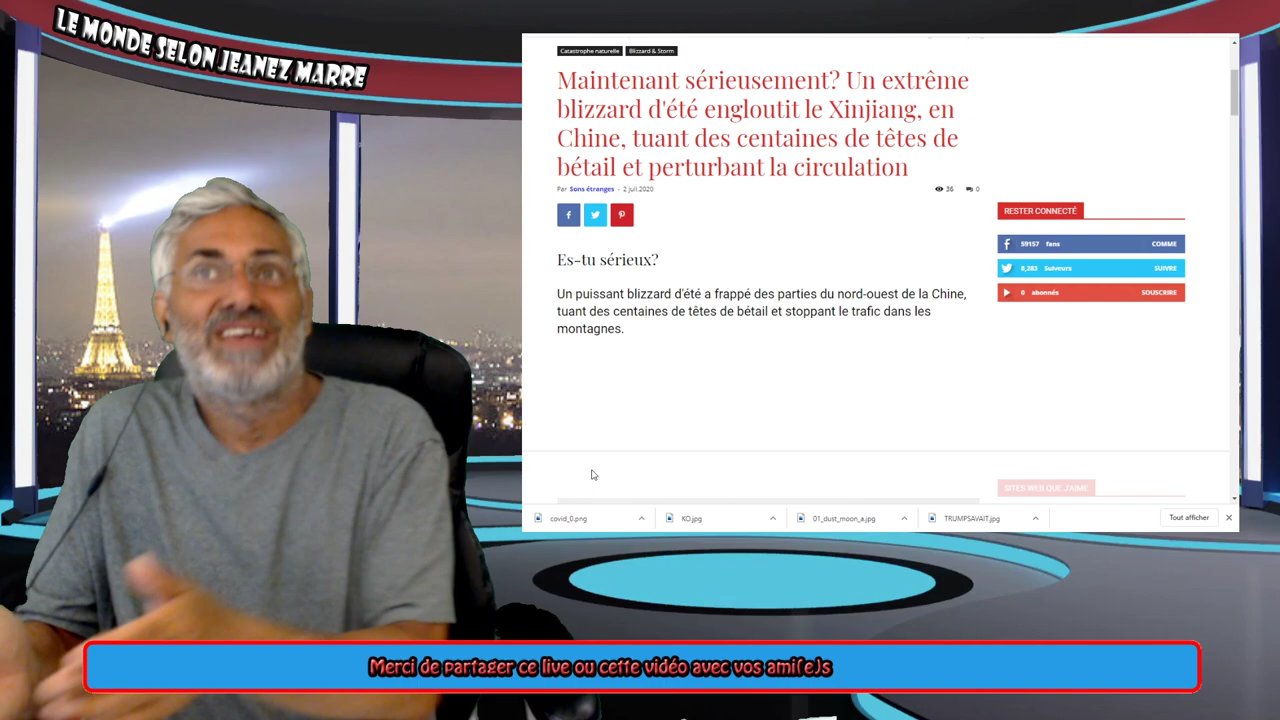 LE MONDE SELON JEANEZ MARRE
Catastrophe naturelle Blizzard & Storm
Maintenant sérieusement? Un extrême
blizzard d'été engloutit le Xinjiang, en
Chine, tuant des centaines de têtes de
bétail et perturbant la circulation
Par Sons étranges - 2 juil.2020 36 0
RESTER CONNECTÉ
59157 fans COMME
8,283 Suiveurs SUIVRE
0 abonnés SOUSCRIRE
Es-tu sérieux?
Un puissant blizzard d'été a frappé des parties du nord-ouest de la Chine,
tuant des centaines de têtes de bétail et stoppant le trafic dans les
montagnes.
SITES WEB QUE J'AIME
covid_0.png KO.jpg 01_dust_moon_a.jpg TRUMPSAVAIT.jpg Tout afficher
Merci de partager ce live ou cette vidéo avec vos ami(e)s